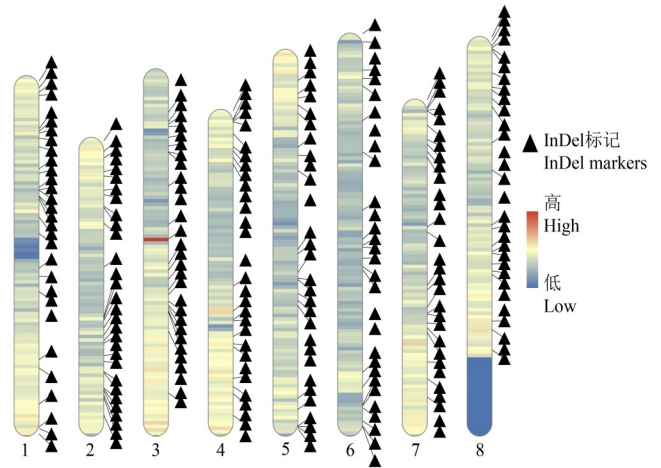 InDel标记
InDel markers
高
High
低
Low
1 2 3 4 5 6 7 8